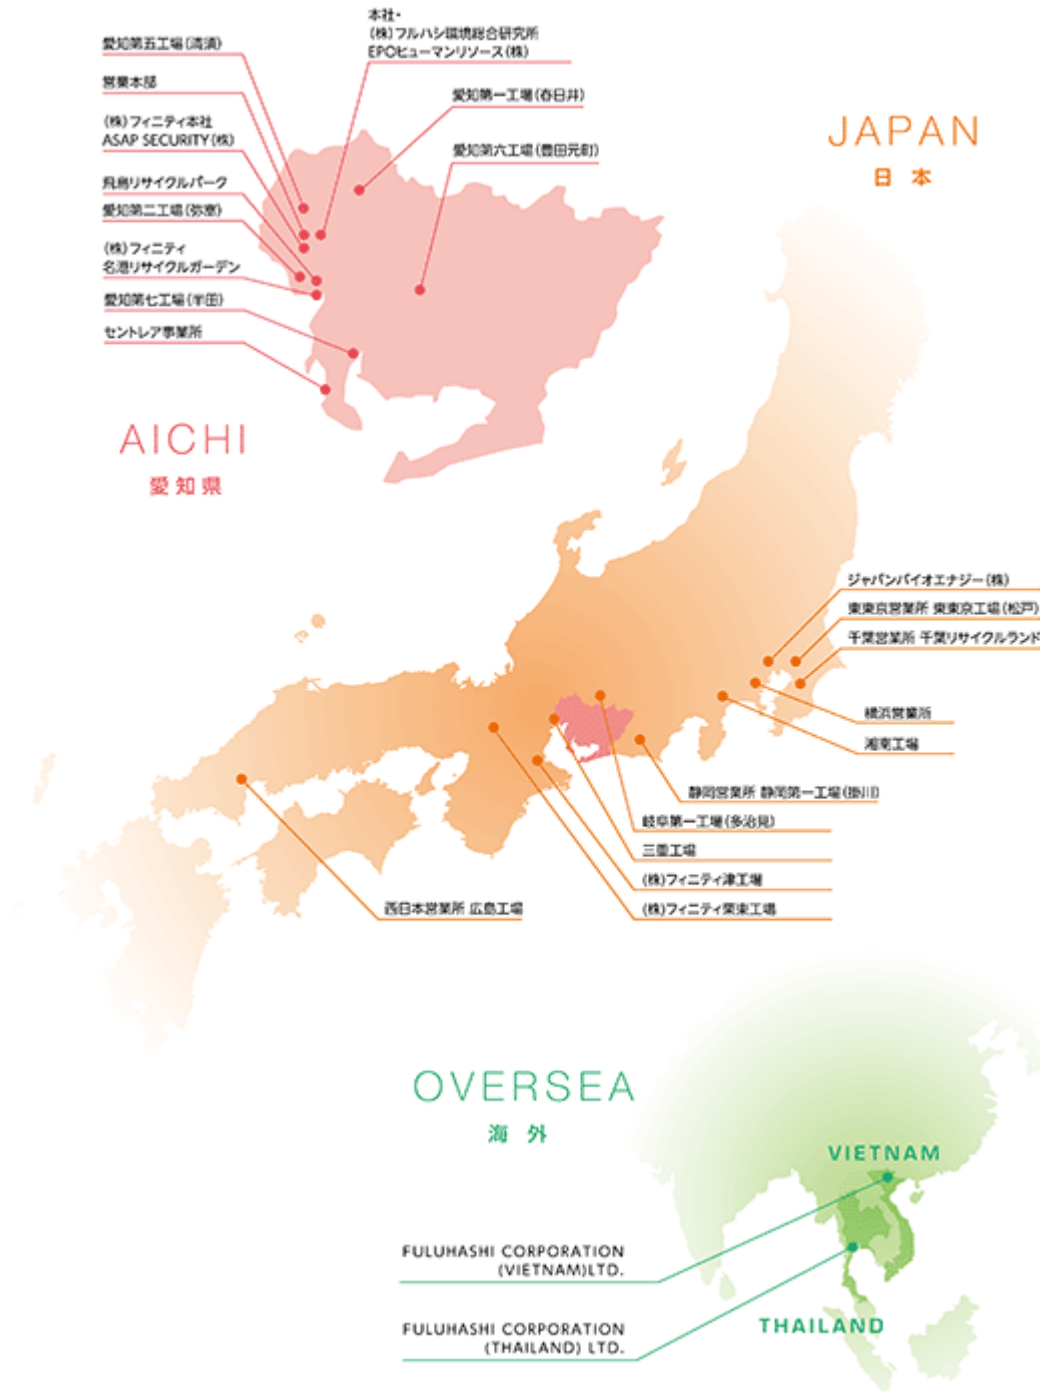 本社・
(株)フルハシ環境総合研究所
EPOヒューマンリソース(株)
愛知第五工場(清須)
営業本部
愛知第一工場(春日井)
(株)フィニティ本社
ASAP SECURITY(株)
愛知第六工場(豊田元町)
飛島リサイクルパーク
愛知第二工場(弥富)
(株)フィニティ
名港リサイクルガーデン
愛知第七工場(半田)
セントレア事業所
AICHI
愛知県
JAPAN
日本
ジャパンバイオエナジー(株)
東東京営業所 東東京工場(松戸)
千葉営業所 千葉リサイクルランド
横浜営業所
湘南工場
静岡営業所 静岡第一工場(掛川)
岐阜第一工場(多治見)
三重工場
(株)フィニティ津工場
(株)フィニティ栗東工場
西日本営業所 広島工場
OVERSEA
海外
VIETNAM
FULUHASHI CORPORATION
(VIETNAM)LTD.
THAILAND
FULUHASHI CORPORATION
(THAILAND) LTD.